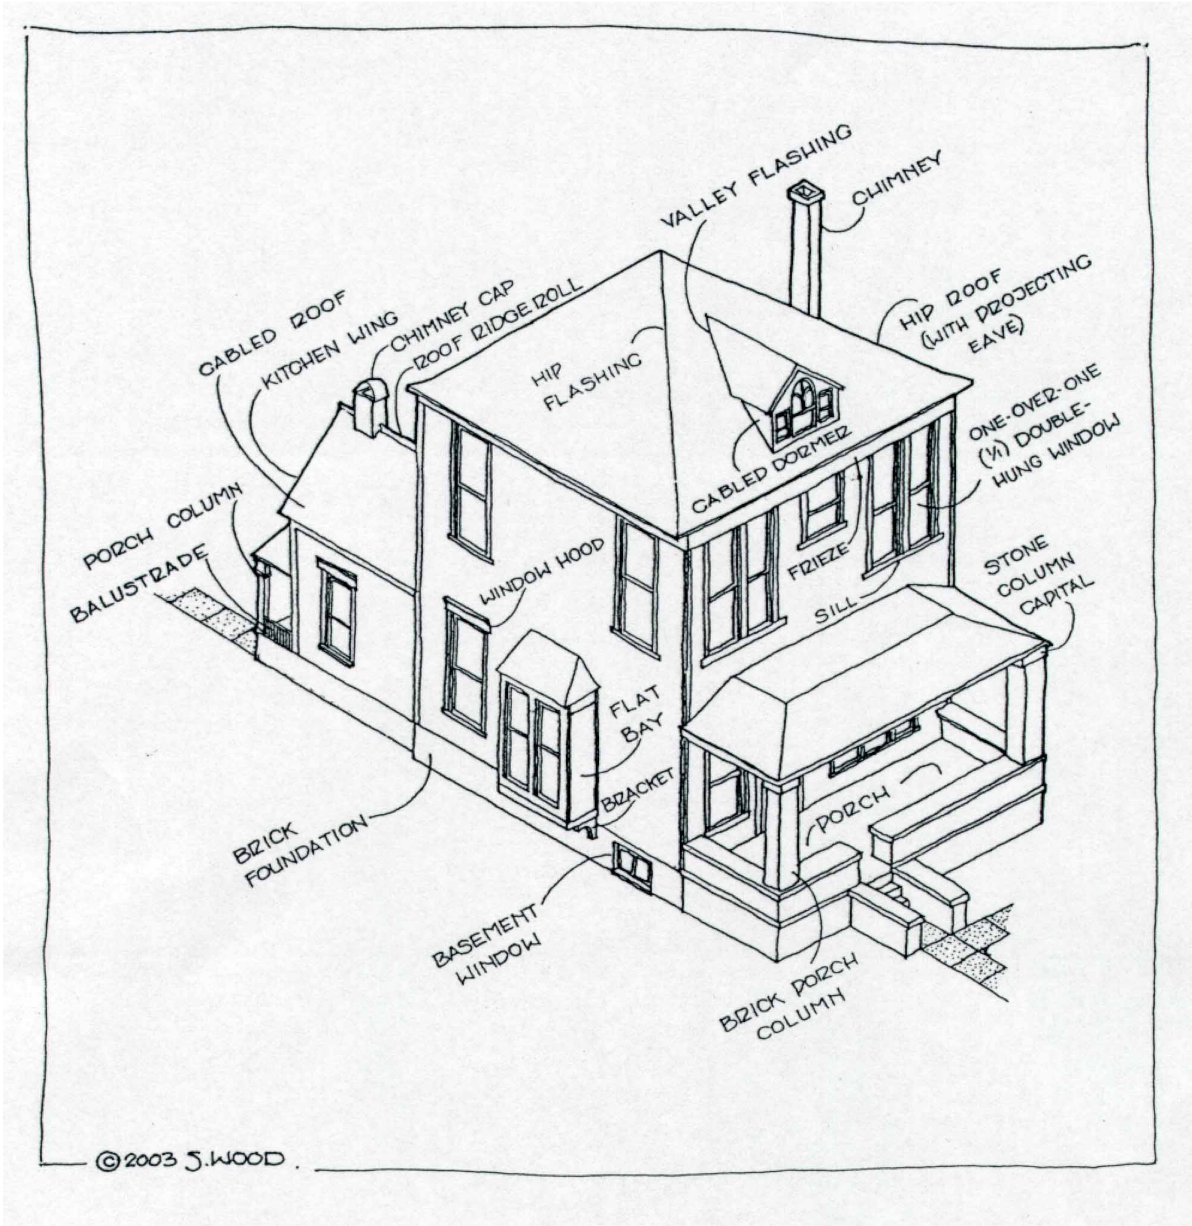 VALLEY FLASHING
CHIMNEY
HIP ROOF
(WITH PROJECTING
EAVE)
GABLED ROOF
KITCHEN WING
CHIMNEY CAP
ROOF RIDGE ROLL
HIP
FLASHING
ONE-OVER-ONE
(1/1) DOUBLE-
HUNG WINDOW
GABLED DORMER
PORCH COLUMN
BALUSTRADE
WINDOW HOOD
FRIEZE
SILL
STONE
COLUMN
CAPITAL
FLAT
BAY
BRACKET
PORCH
BRICK
FOUNDATION
BASEMENT
WINDOW
BRICK PORCH
COLUMN
©2003 S.WOOD.